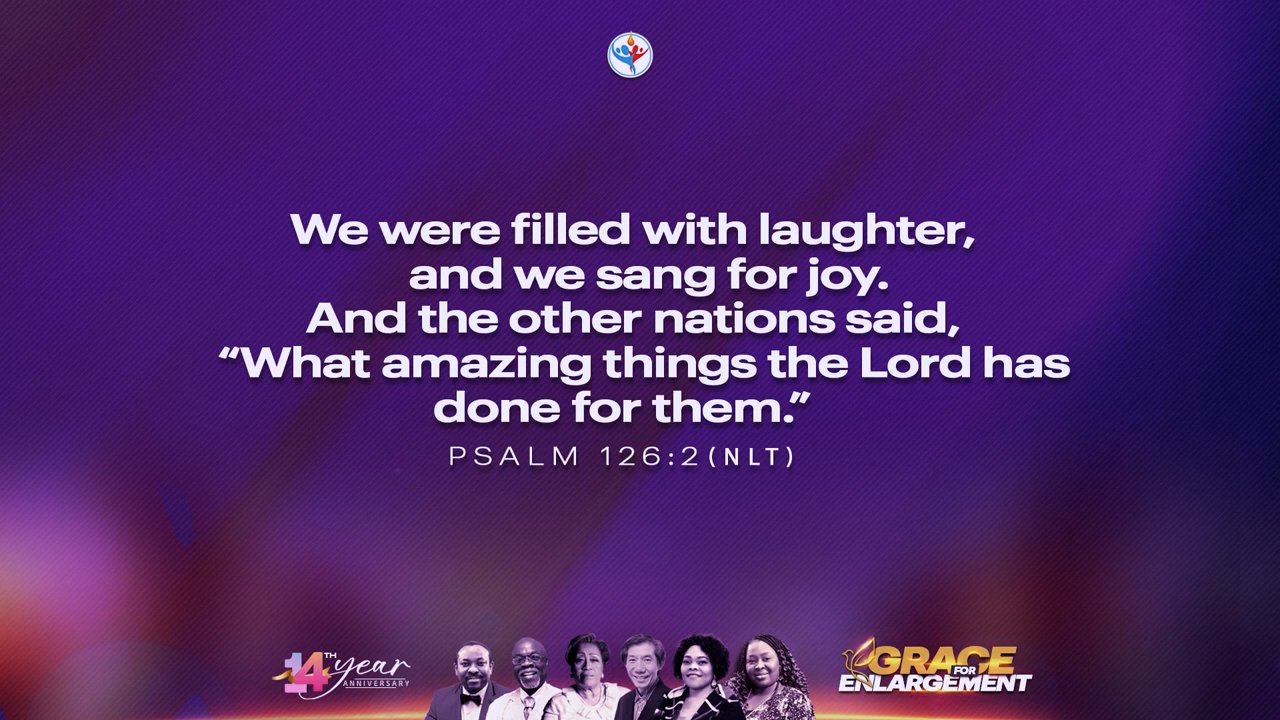 We were filled with laughter,
and we sang for joy.
And the other nations said,
“What amazing things the Lord has
done for them.”
PSALM 126:2(NLT)
14TH year
ANNIVERSARY
GRACE
FOR
ENLARGEMENT